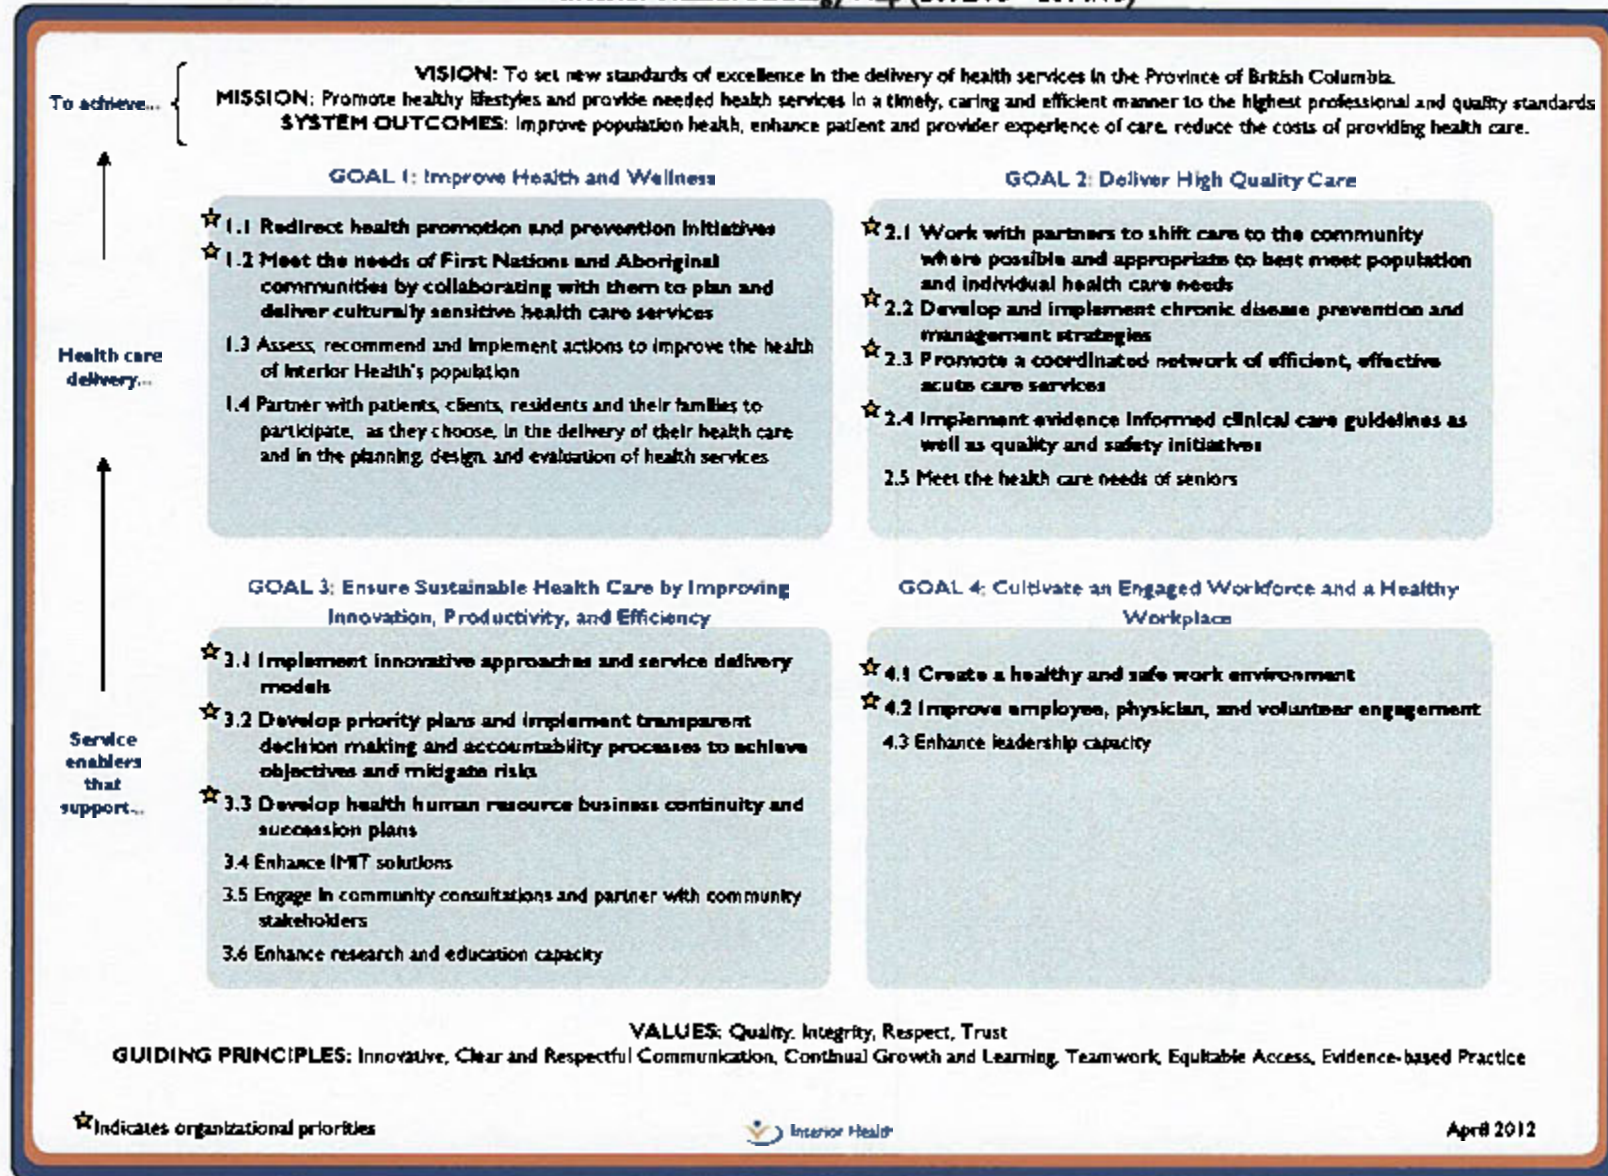 VISION: To set new standards of excellence in the delivery of health services in the Province of British Columbia.
To achieve...
MISSION: Promote healthy lifestyles and provide needed health services in a timely, caring and efficient manner to the highest professional and quality standards
SYSTEM OUTCOMES: Improve population health, enhance patient and provider experience of care, reduce the costs of providing health care.
GOAL 1: Improve Health and Wellness
1.1 Redirect health promotion and prevention initiatives
1.2 Meet the needs of First Nations and Aboriginal
communities by collaborating with them to plan and
deliver culturally sensitive health care services
1.3 Assess, recommend and implement actions to improve the health
of Interior Health's population
1.4 Partner with patients, clients, residents and their families to
participate, as they choose, in the delivery of their health care
and in the planning, design, and evaluation of health services
GOAL 2: Deliver High Quality Care
2.1 Work with partners to shift care to the community
where possible and appropriate to best meet population
and individual health care needs
2.2 Develop and implement chronic disease prevention and
management strategies
2.3 Promote a coordinated network of efficient, effective
acute care services
2.4 Implement evidence informed clinical care guidelines as
well as quality and safety initiatives
2.5 Meet the health care needs of seniors
Health care
delivery...
GOAL 3: Ensure Sustainable Health Care by Improving
Innovation, Productivity, and Efficiency
3.1 Implement innovative approaches and service delivery
models
3.2 Develop priority plans and implement transparent
decision making and accountability processes to achieve
objectives and mitigate risks
3.3 Develop health human resource business continuity and
succession plans
3.4 Enhance IMIT solutions
3.5 Engage in community consultations and partner with community
stakeholders
3.6 Enhance research and education capacity
GOAL 4: Cultivate an Engaged Workforce and a Healthy
Workplace
4.1 Create a healthy and safe work environment
4.2 Improve employee, physician, and volunteer engagement
4.3 Enhance leadership capacity
Service
enablers
that
support...
VALUES: Quality, Integrity, Respect, Trust
GUIDING PRINCIPLES: Innovative, Clear and Respectful Communication, Continual Growth and Learning, Teamwork, Equitable Access, Evidence-based Practice
Indicates organizational priorities
Interior Health
April 2012